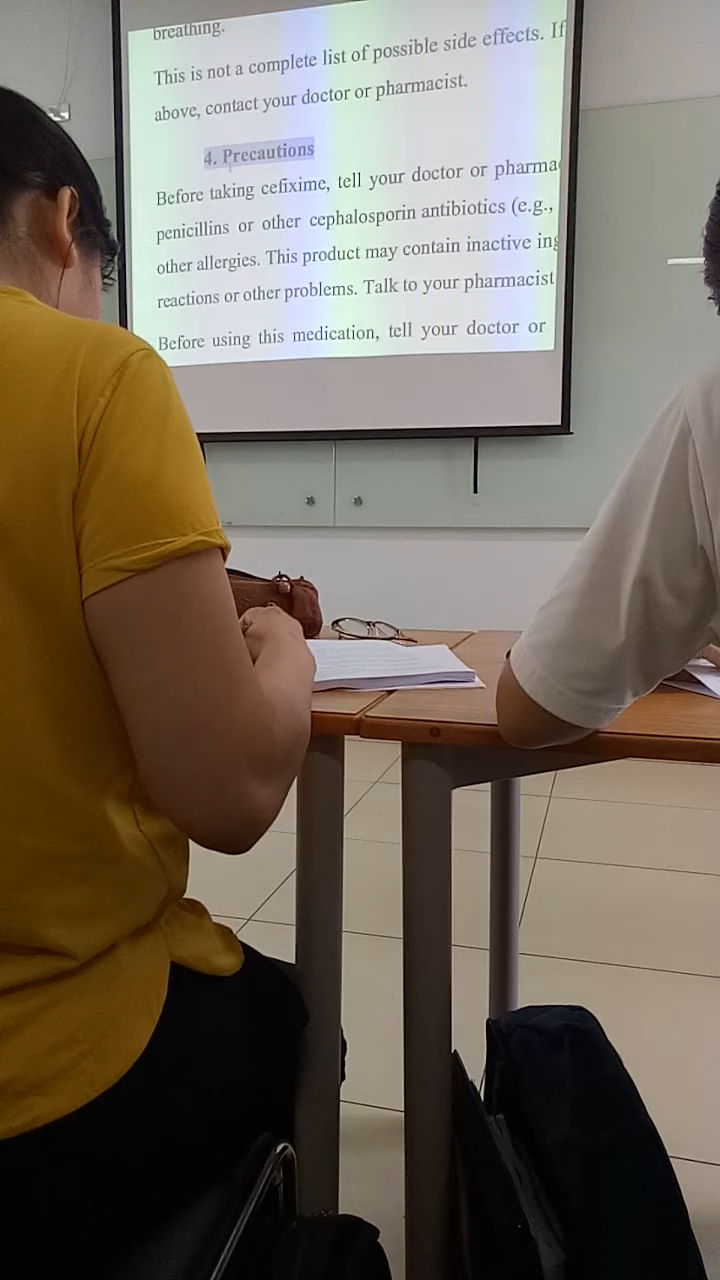 breathing.
This is not a complete list of possible side effects. If
above, contact your doctor or pharmacist.
4. Precautions
Before taking cefixime, tell your doctor or pharma
penicillins or other cephalosporin antibiotics (e.g.,
other allergies. This product may contain inactive ing
reactions or other problems. Talk to your pharmacist
Before using this medication, tell your doctor or